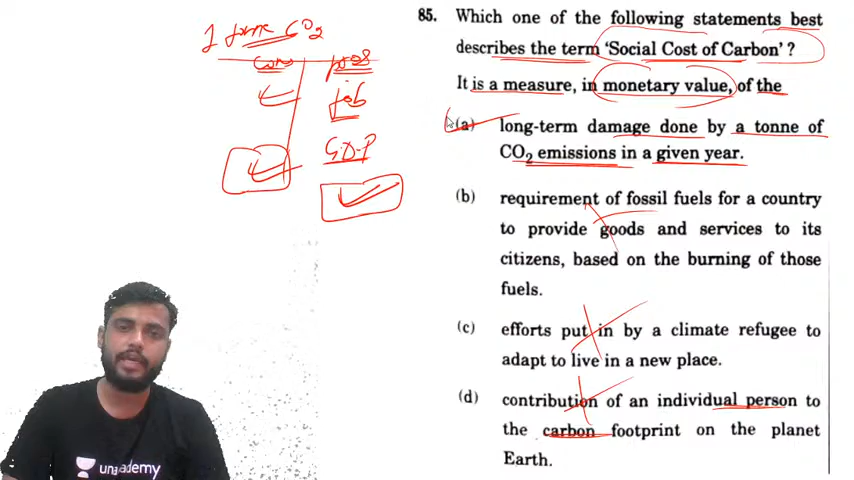 1 tonne CO2
cons pros
job
G.D.P
85. Which one of the following statements best
describes the term 'Social Cost of Carbon' ?
It is a measure, in monetary value, of the
(a) long-term damage done by a tonne of
CO2 emissions in a given year.
(b) requirement of fossil fuels for a country
to provide goods and services to its
citizens, based on the burning of those
fuels.
(c) efforts put in by a climate refugee to
adapt to live in a new place.
(d) contribution of an individual person to
the carbon footprint on the planet
Earth.
unacademy